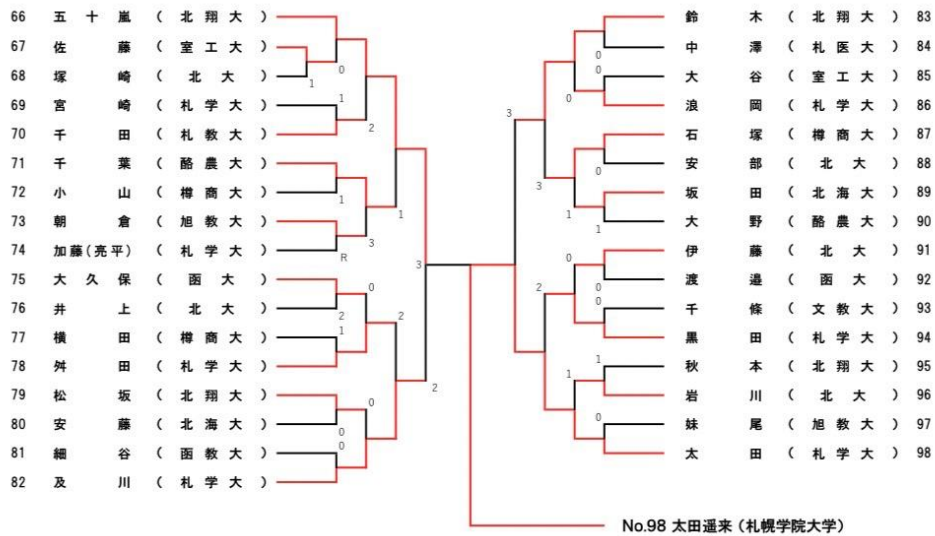 66 五十嵐 (北翔大)
67 佐藤 (室工大)
68 塚崎 (北大)
69 宮崎 (札学大)
70 千田 (札教大)
71 千葉 (酪農大)
72 小山 (樽商大)
73 朝倉 (旭教大)
74 加藤(亮平) (札学大)
75 大久保 (函大)
76 井上 (北大)
77 横田 (樽商大)
78 舛田 (札学大)
79 松坂 (北翔大)
80 安藤 (北海大)
81 細谷 (函教大)
82 及川 (札学大)
1
0
1
2
1
3
R
1
0
2
1
2
0
0
0
3
2
鈴木 (北翔大) 83
中澤 (札医大) 84
大谷 (室工大) 85
浪岡 (札学大) 86
石塚 (樽商大) 87
安部 (北大) 88
坂田 (北海大) 89
大野 (酪農大) 90
伊藤 (北大) 91
渡邉 (函大) 92
千條 (文教大) 93
黒田 (札学大) 94
秋本 (北翔大) 95
岩川 (北大) 96
妹尾 (旭教大) 97
太田 (札学大) 98
3
0
0
0
3
0
1
1
0
2
0
0
1
1
0
No.98 太田遥来(札幌学院大学)